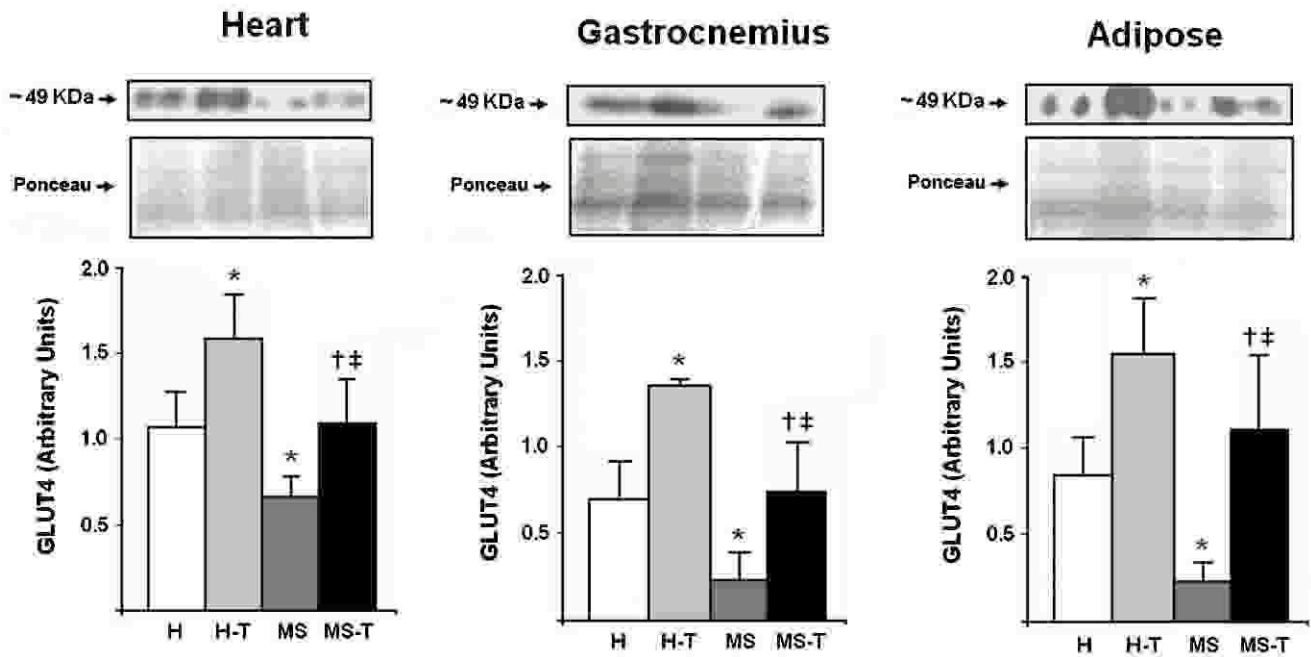 Heart
~49 KDa→
Ponceau→
GLUT4 (Arbitrary Units)
2.0
1.5
1.0
0.5
*
*
†‡
H H-T MS MS-T
Gastrocnemius
~49 KDa→
Ponceau→
GLUT4 (Arbitrary Units)
2.0
1.5
1.0
0.5
*
*
†‡
H H-T MS MS-T
Adipose
~49 KDa→
Ponceau→
GLUT4 (Arbitrary Units)
2.0
1.5
1.0
0.5
*
*
†‡
H H-T MS MS-T